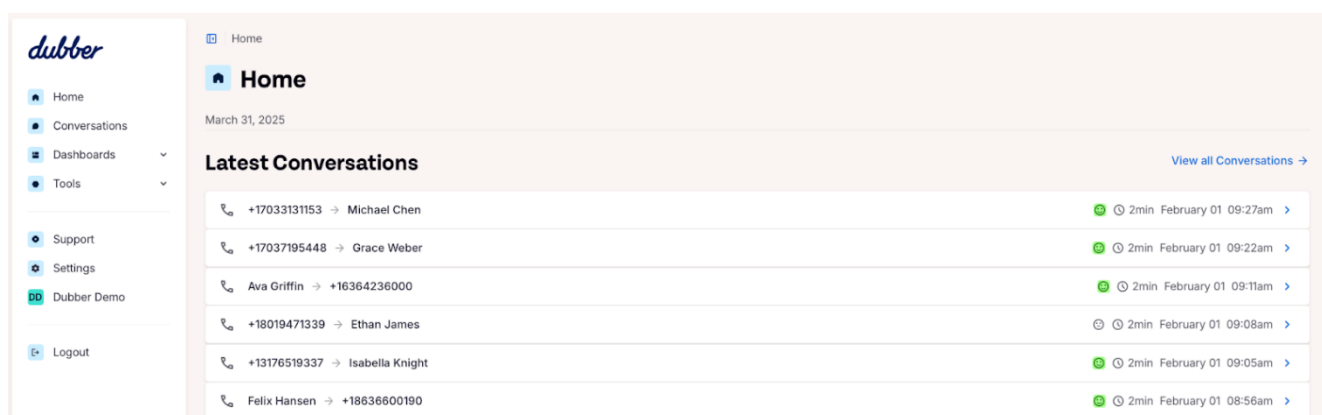 dubber
Home
Conversations
Dashboards
Tools
Support
Settings
DD Dubber Demo
Logout
Home
Home
March 31, 2025
Latest Conversations
View all Conversations →
+17033131153 → Michael Chen 2min February 01 09:27am >
+17037195448 → Grace Weber 2min February 01 09:22am >
Ava Griffin → +16364236000 2min February 01 09:11am >
+18019471339 → Ethan James 2min February 01 09:08am >
+13176519337 → Isabella Knight 2min February 01 09:05am >
Felix Hansen → +18636600190 2min February 01 08:56am >